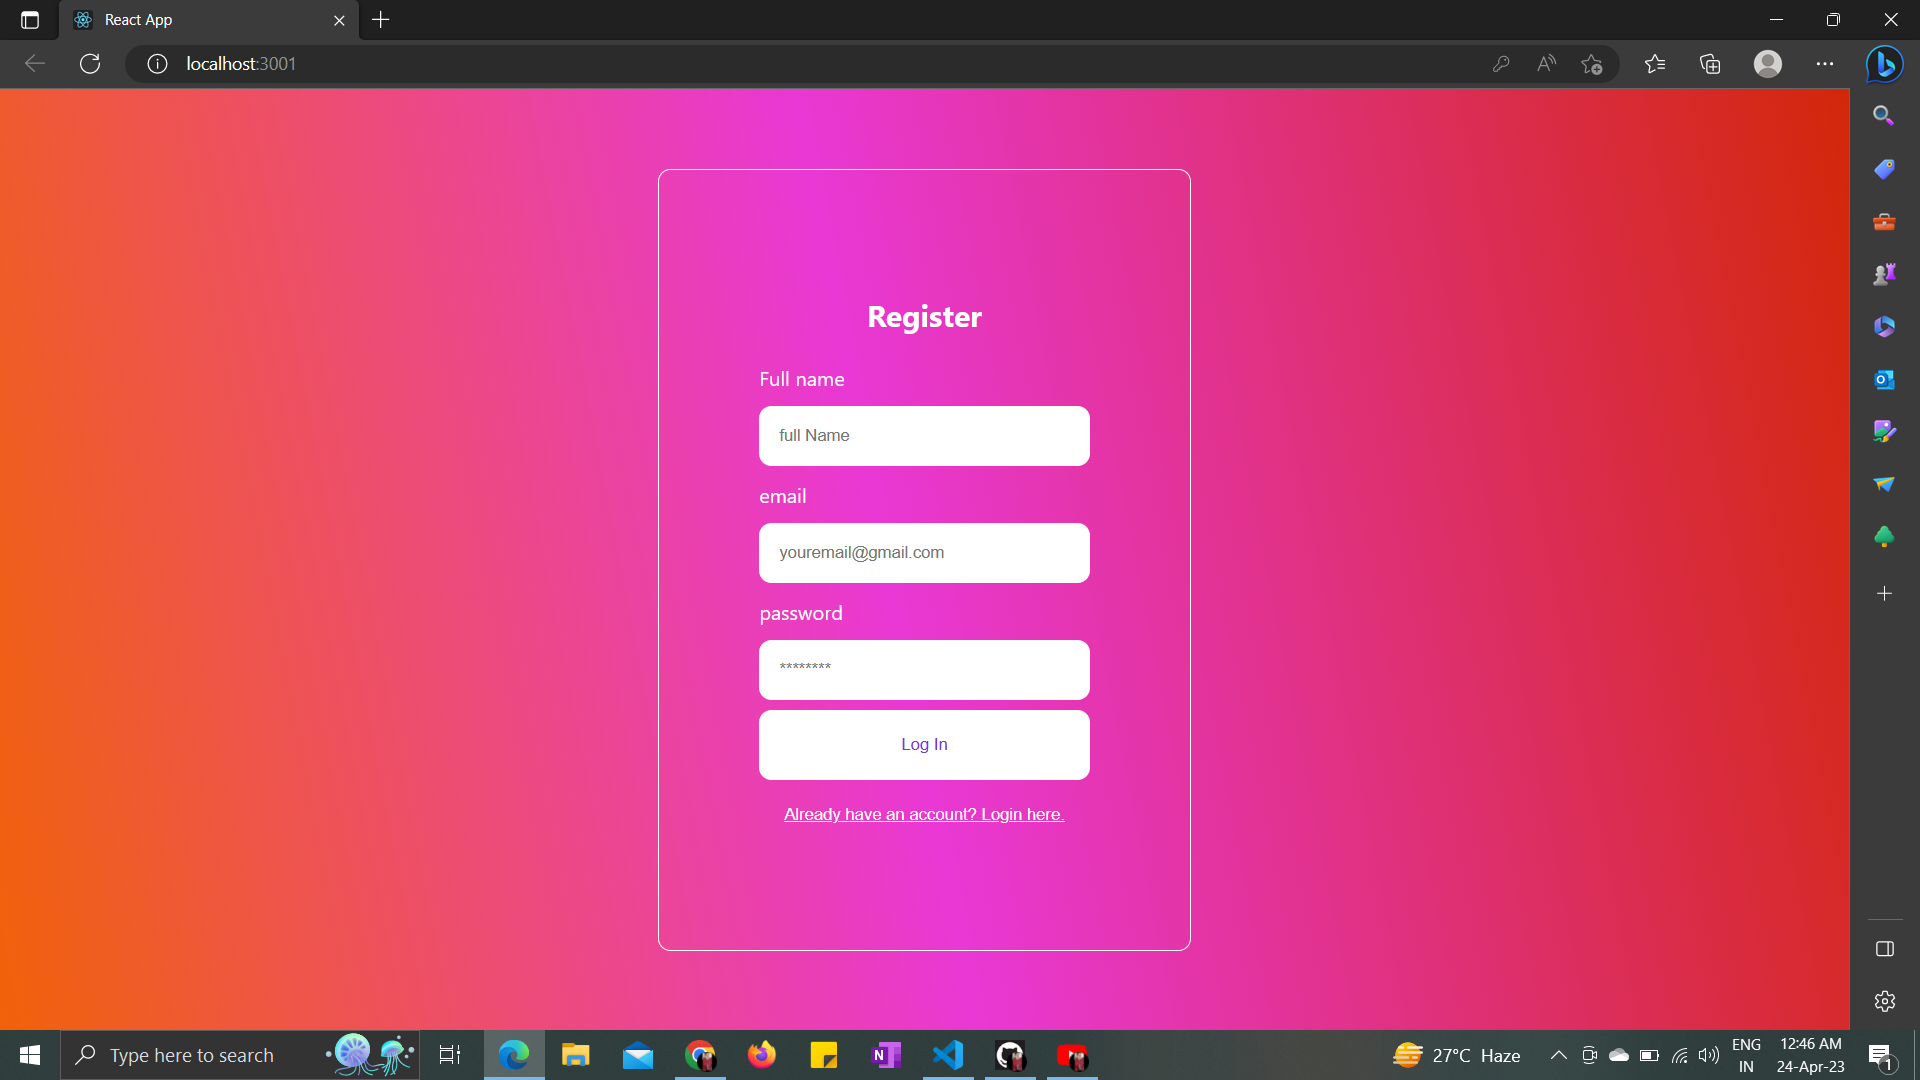 React App
localhost:3001
Register
Full name
full Name
email
youremail@gmail.com
password
********
Log In
Already have an account? Login here.
Type here to search
27°C Haze
ENG
IN
12:46 AM
24-Apr-23
1